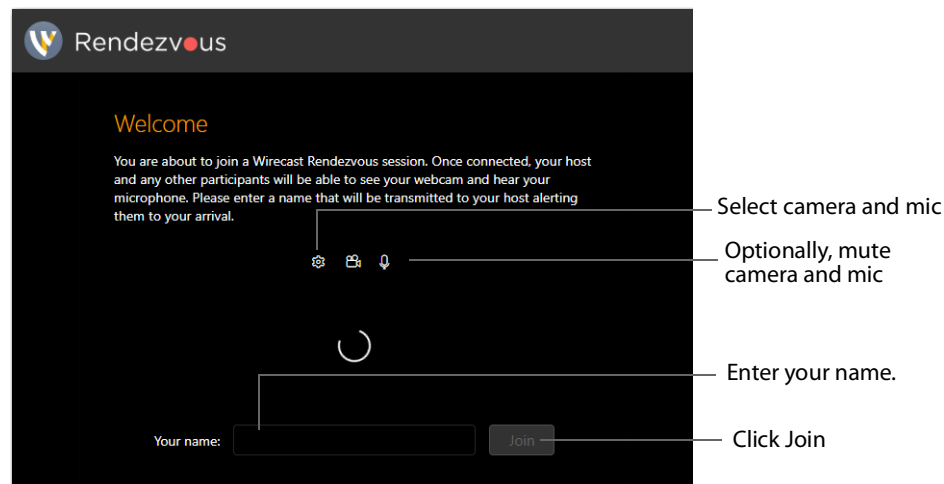 Rendezvous
Welcome
You are about to join a Wirecast Rendezvous session. Once connected, your host
and any other participants will be able to see your webcam and hear your
microphone. Please enter a name that will be transmitted to your host alerting
them to your arrival.
Select camera and mic
Optionally, mute
camera and mic
Enter your name.
Your name:
Join
Click Join